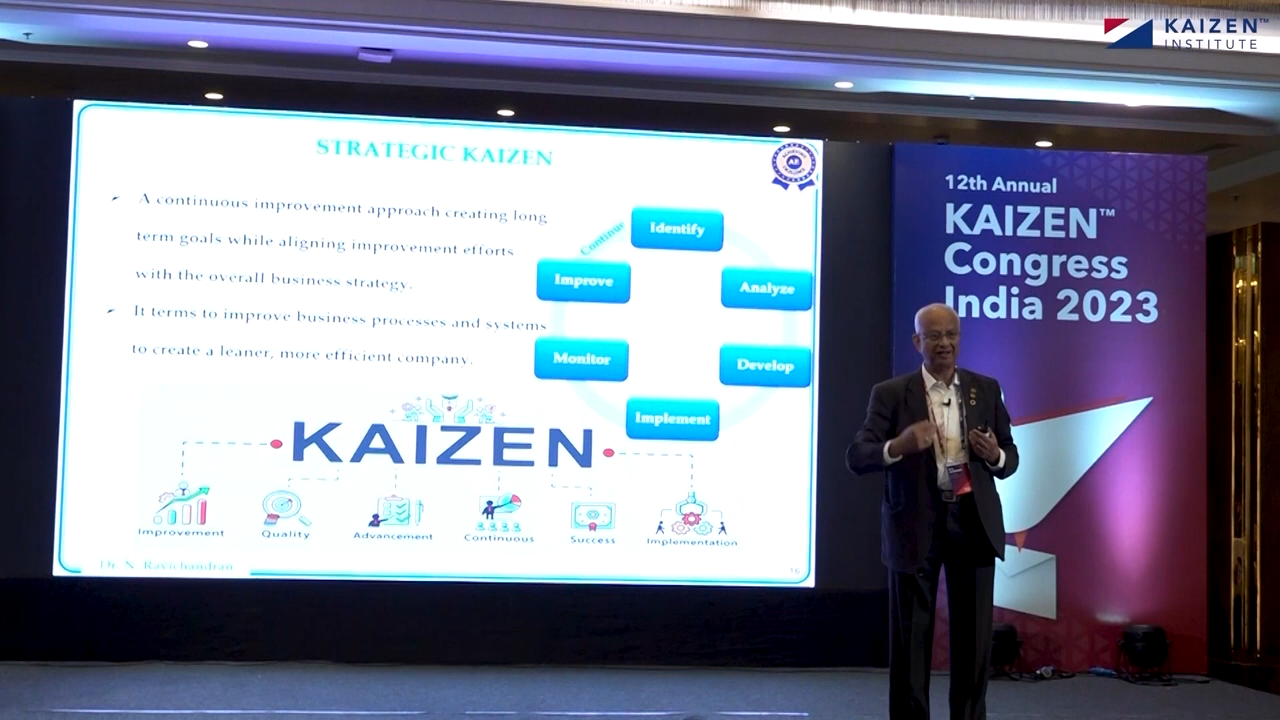 KAIZEN™
INSTITUTE
STRATEGIC KAIZEN
A continuous improvement approach creating long
term goals while aligning improvement efforts
with the overall business strategy.
It terms to improve business processes and systems
to create a leaner, more efficient company.
Continue
Identify
Analyze
Develop
Implement
Monitor
Improve
KAIZEN
Improvement
Quality
Advancement
Continuous
Success
Implementation
Dr. N. Ravichandran
16
12th Annual
KAIZEN™
Congress
India 2023